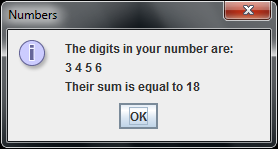 Numbers
The digits in your number are:
3 4 5 6
Their sum is equal to 18
OK